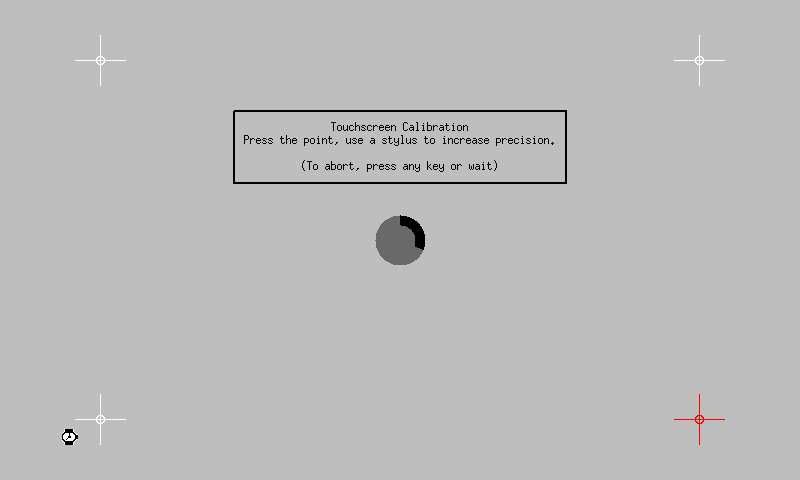 Touchscreen Calibration
Press the point, use a stylus to increase precision.
(To abort, press any key or wait)